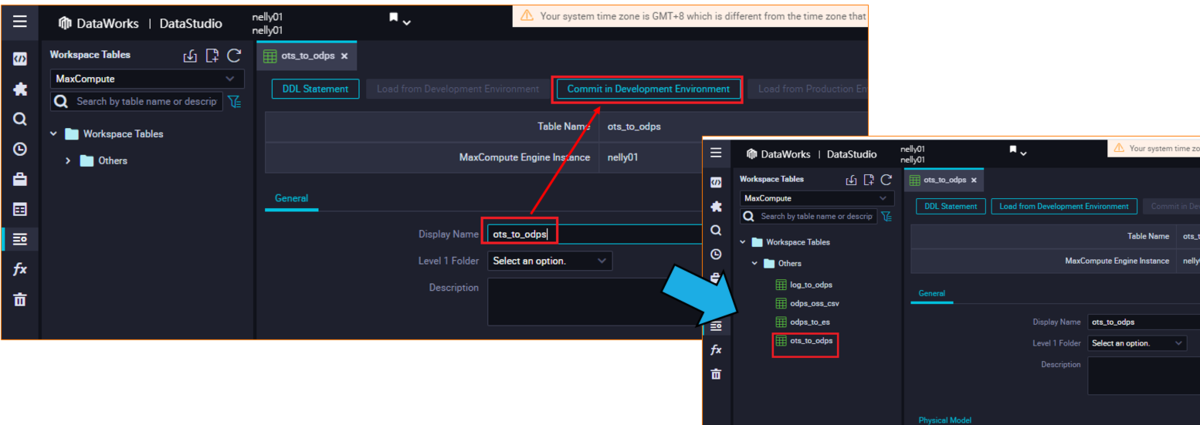 DataWorks | DataStudio
nelly01
nelly01
Your system time zone is GMT+8 which is different from the time zone that
Workspace Tables
ots_to_odps
MaxCompute
DDL Statement
Load from Development Environment
Commit in Development Environment
Load from Production En
Search by table name or descrip
Table Name
ots_to_odps
Workspace Tables
MaxCompute Engine Instance
nelly01
Others
General
Display Name
ots_to_odps
Level 1 Folder
Select an option.
Description
fx
DataWorks | DataStudio
nelly01
nelly01
Your system time zo
Workspace Tables
ots_to_odps
MaxCompute
DDL Statement
Load from Development Environment
Commit in De
Search by table name or descrip
Table Name
ots_t
Workspace Tables
MaxCompute Engine Instance
nelly
Others
log_to_odps
General
odps_oss_csv
odps_to_es
Display Name
ots_to_odps
ots_to_odps
Level 1 Folder
Select an option.
fx
Description
Physical Model